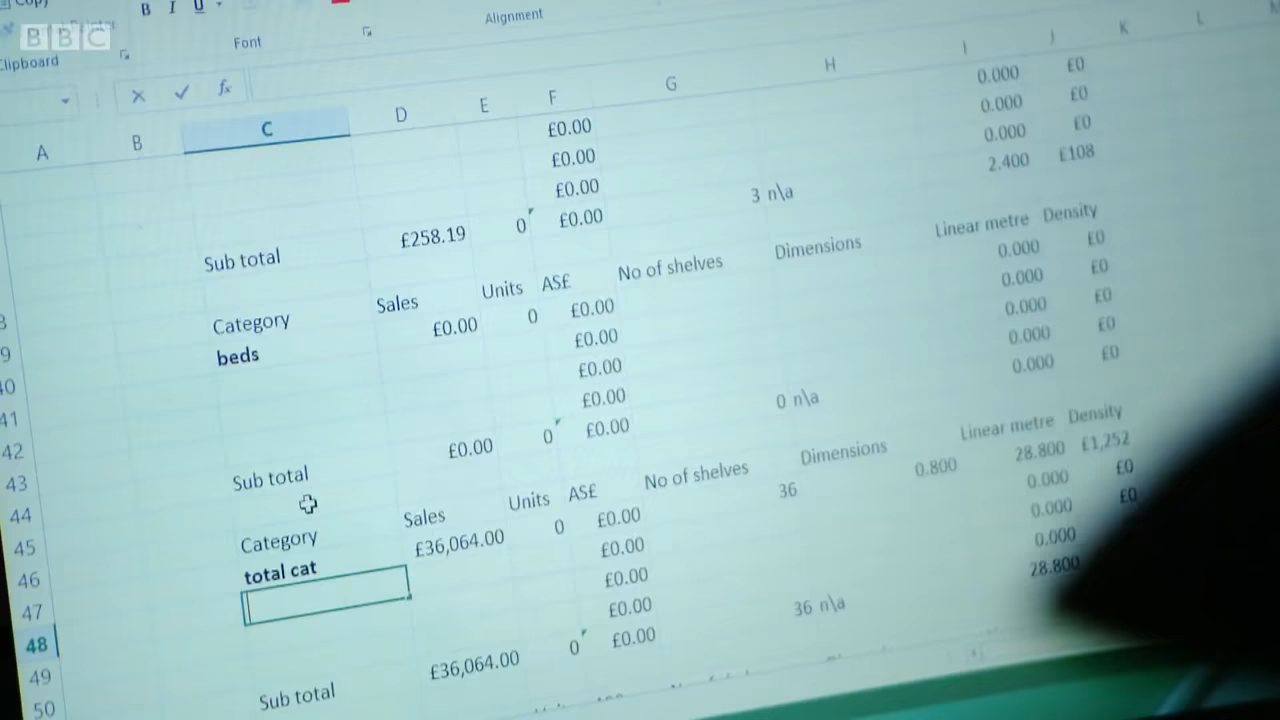 BBC
Copy
B I U
Clipboard
Font
Alignment
fx
A B C D E F G H I J K L
£0.00 0.000 £0
£0.00 0.000 £0
£0.00 0.000 £0
Sub total £258.19 0 £0.00 3 n/a 2.400 £108
8
9 Category Sales Units AS£ No of shelves Dimensions Linear metre Density
40 beds £0.00 0 £0.00 0.000 £0
41 £0.00 0.000 £0
42 £0.00 0.000 £0
43 £0.00 0.000 £0
44 Sub total £0.00 0 £0.00 0 n/a 0.000 £0
45
46 Category Sales Units AS£ No of shelves Dimensions Linear metre Density
47 total cat £36,064.00 0 £0.00 36 0.800 28.800 £1,252
48 £0.00 0.000 £0
49 £0.00 0.000 £0
50 £0.00 0.000
Sub total £36,064.00 0 £0.00 36 n/a 28.800